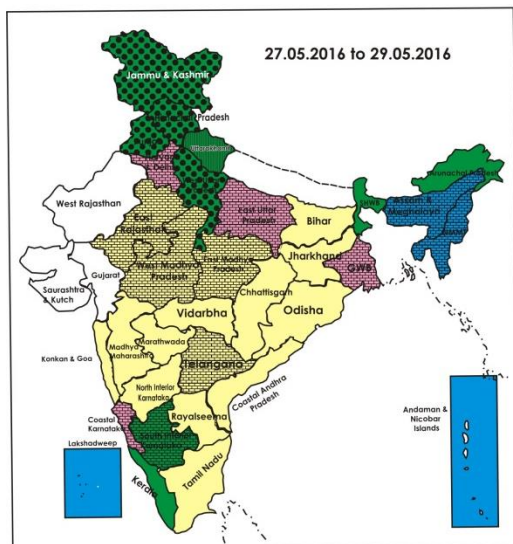 27.05.2016 to 29.05.2016
Jammu & Kashmir
Pradesh
Uttarakhand
West Rajasthan
East
Rajasthan
East Uttar
Pradesh
Bihar
SHWB
Arunachal Pradesh
Assam &
Meghalaya
NMMT
Saurashtra
& Kutch
Gujarat
West Madhya
Pradesh
East Madhya
Pradesh
Jharkhand
GWB
Chhattisgarh
Odisha
Vidarbha
Konkan & Goa
Madhya
Maharashtra
Marathwada
Telangana
North Interior
Karnataka
Coastal Andhra
Pradesh
Rayalseema
Coastal
Karnataka
South Interior
Karnataka
Lakshadweep
Kerala
Tamil Nadu
Andaman &
Nicobar
Islands